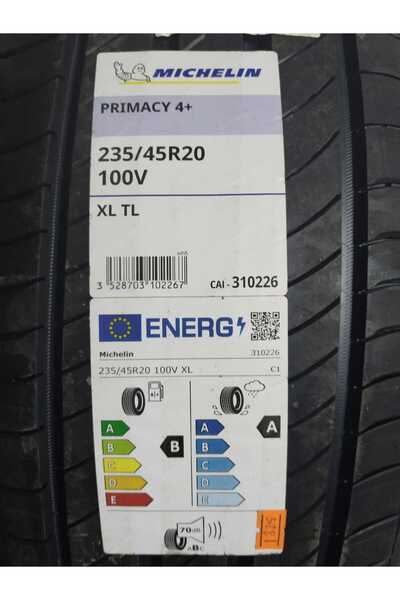 MICHELIN
PRIMACY 4+
235/45R20
100V
XL TL
3 528703 102267
CAI - 310226
ENERG
Michelin 310226
235/45R20 100V XL C1
A A
B B
C C
D D
E E
B
A
70dB
ABC